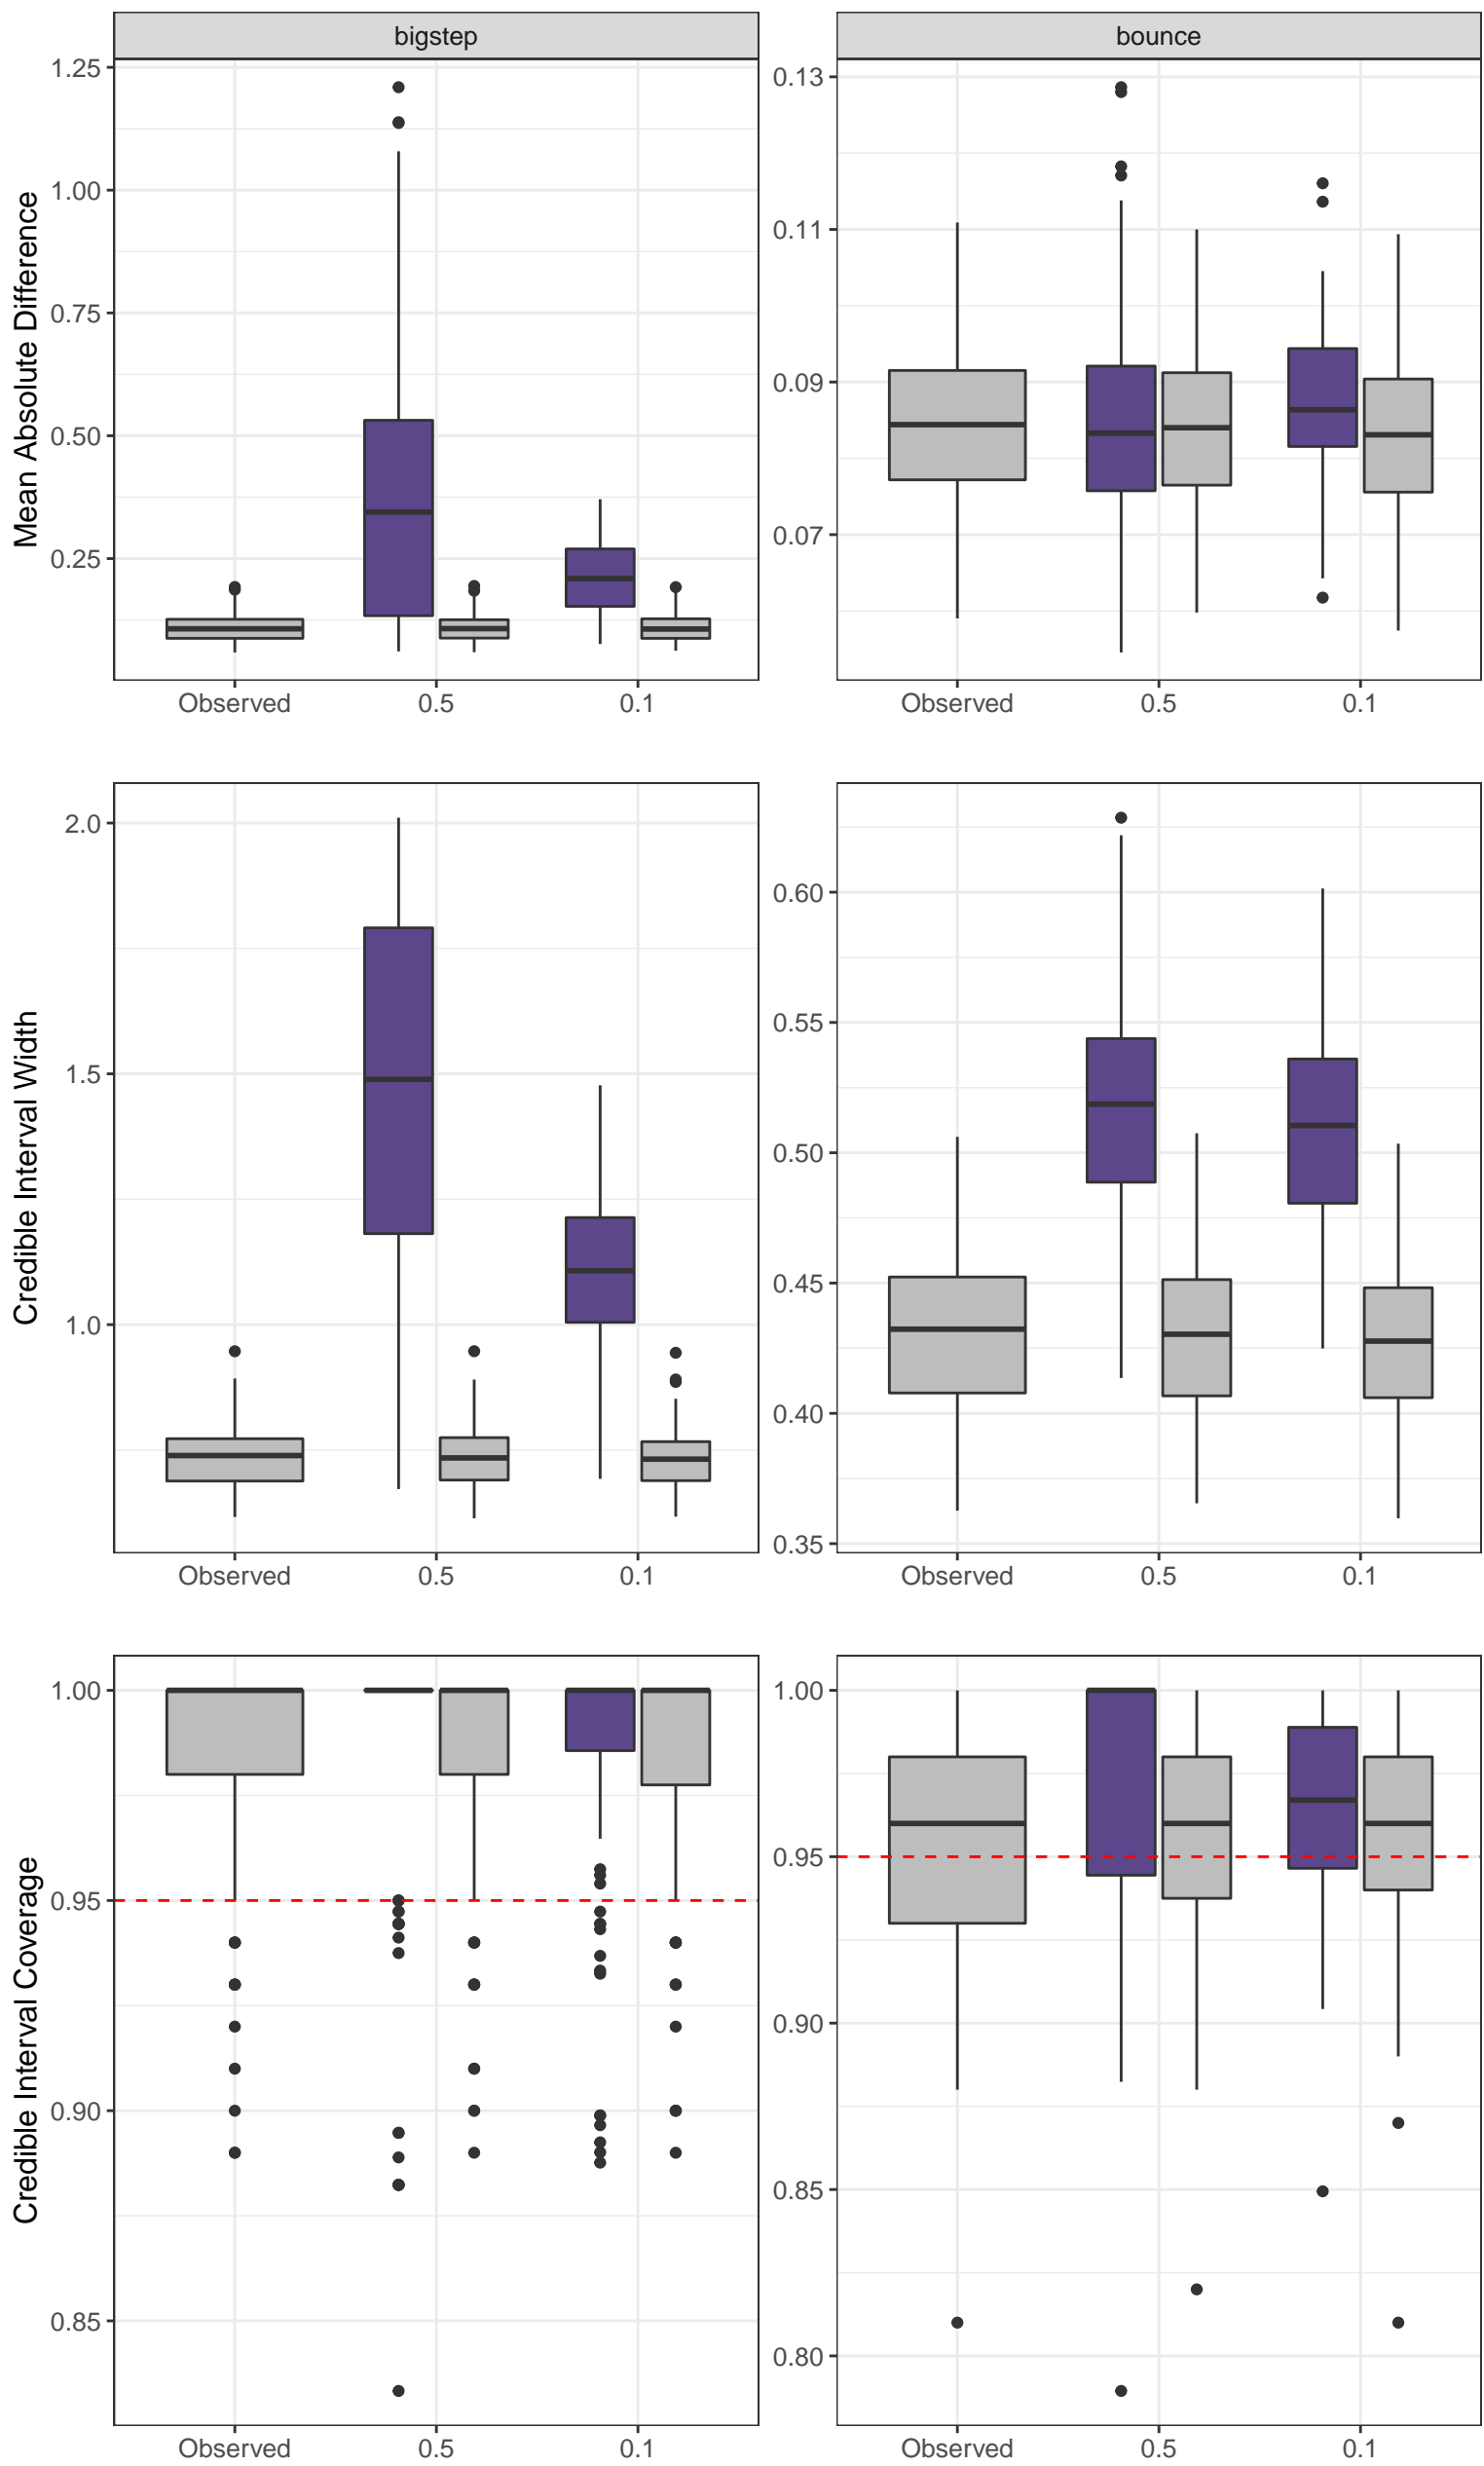 bigstep
bounce
Mean Absolute Difference
1.25
1.00
0.75
0.50
0.25
0.13
0.11
0.09
0.07
Observed 0.5 0.1
Observed 0.5 0.1
Credible Interval Width
2.0
1.5
1.0
0.60
0.55
0.50
0.45
0.40
0.35
Observed 0.5 0.1
Observed 0.5 0.1
Credible Interval Coverage
1.00
0.95
0.90
0.85
1.00
0.95
0.90
0.85
0.80
Observed 0.5 0.1
Observed 0.5 0.1